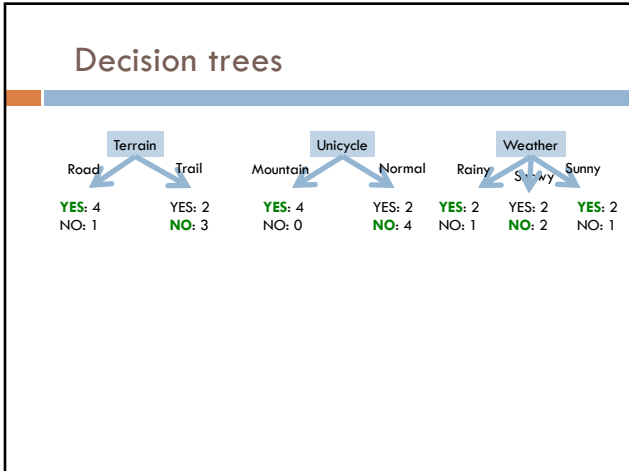 Decision trees
Terrain
Road Trail
YES: 4 YES: 2
NO: 1 NO: 3
Unicycle
Mountain Normal
YES: 4 YES: 2
NO: 0 NO: 4
Weather
Rainy Snowy Sunny
YES: 2 YES: 2 YES: 2
NO: 1 NO: 2 NO: 1